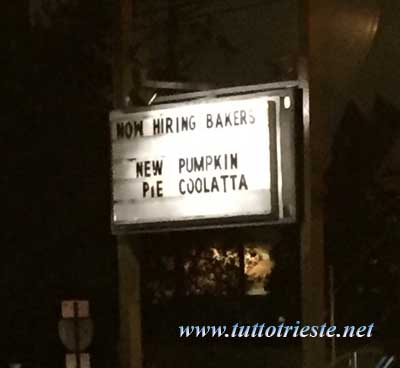 NOW HIRING BAKERS
NEW PUMPKIN
PIE COOLATTA
www.tuttotrieste.net